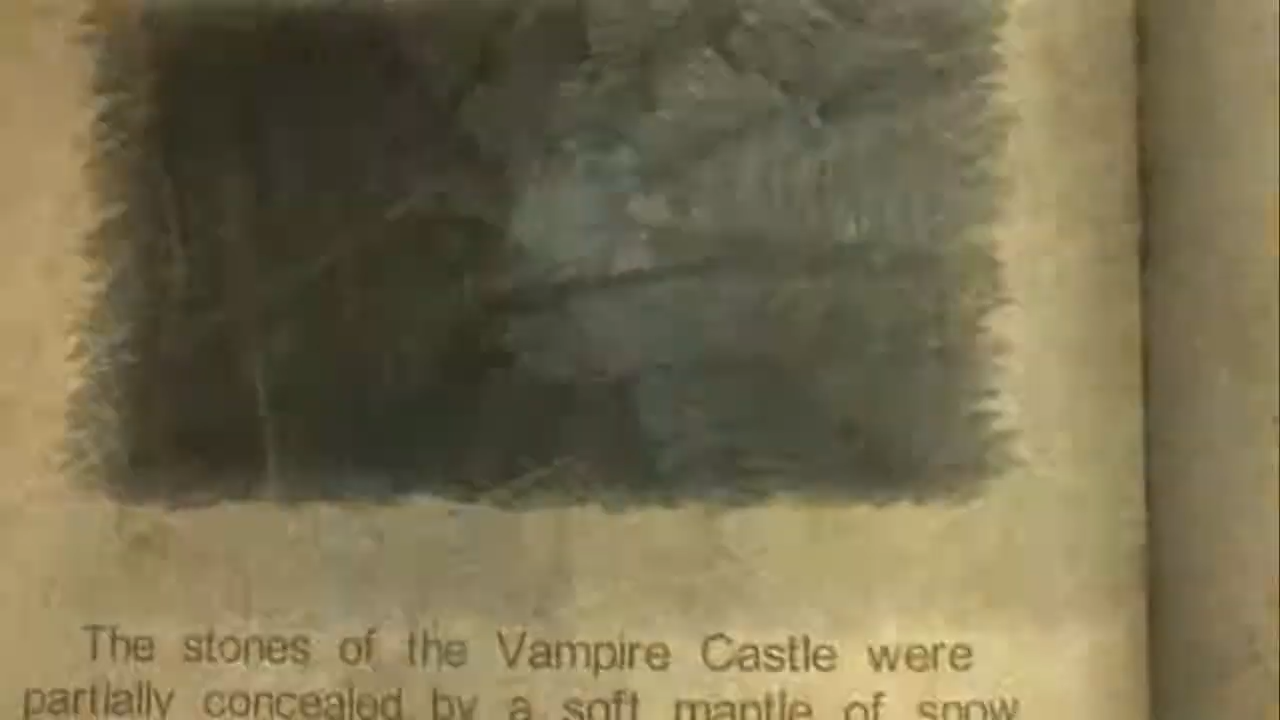 The stones of the Vampire Castle were
partially concealed by a soft mantle of snow